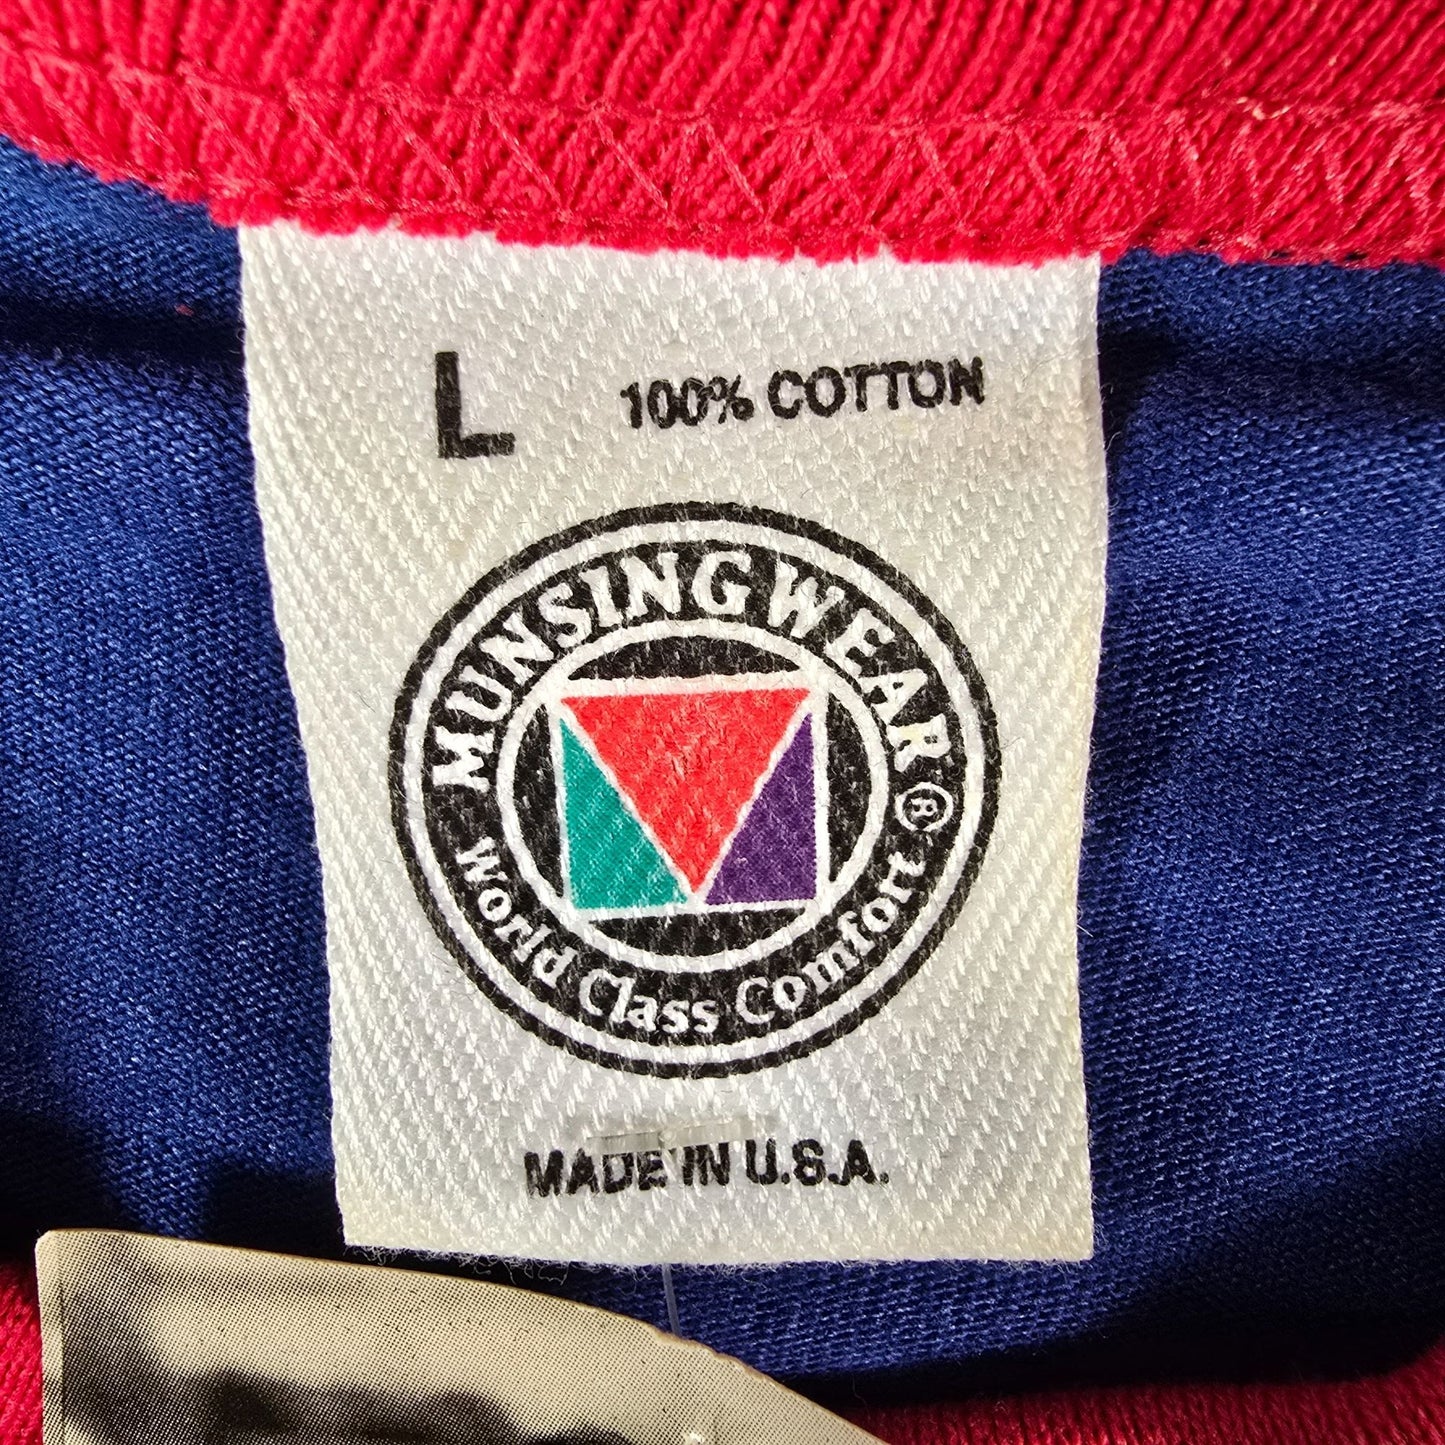 L 100% COTTON
MUNSINGWEAR®
World Class Comfort
MADE IN U.S.A.